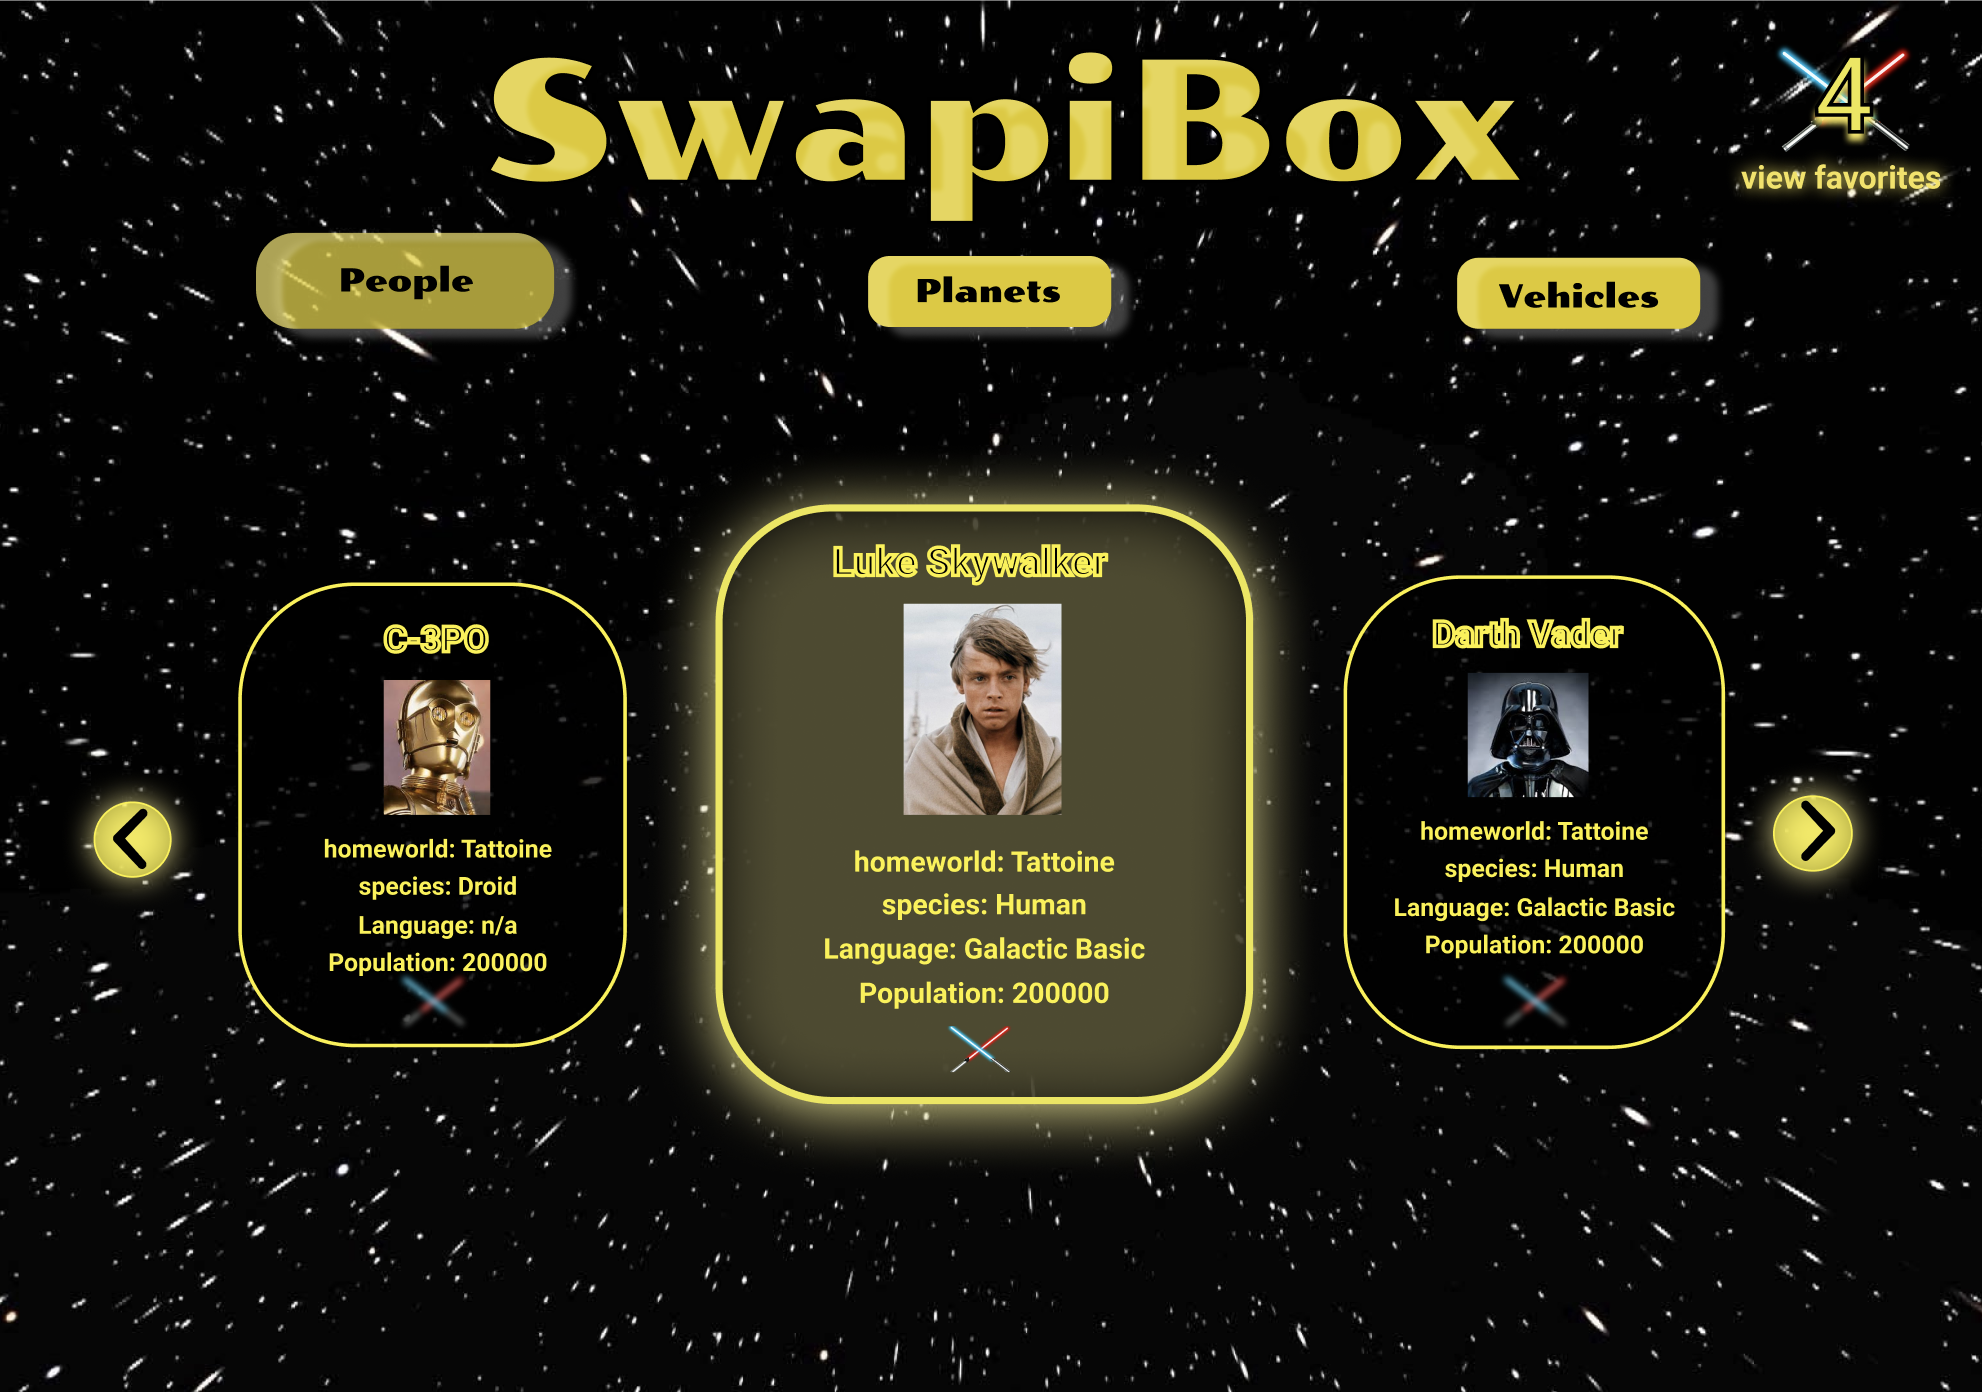 SwapiBox
4
view favorites
People
Planets
Vehicles
C-3PO
homeworld: Tattoine
species: Droid
Language: n/a
Population: 200000
Luke Skywalker
homeworld: Tattoine
species: Human
Language: Galactic Basic
Population: 200000
Darth Vader
homeworld: Tattoine
species: Human
Language: Galactic Basic
Population: 200000